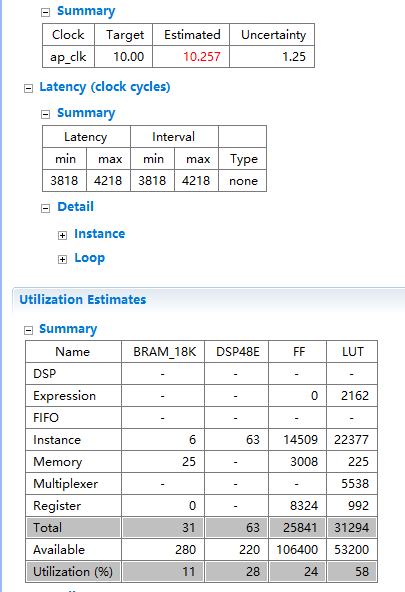 Summary
Clock Target Estimated Uncertainty
ap_clk 10.00 10.257 1.25
Latency (clock cycles)
Summary
Latency Interval
min max min max Type
3818 4218 3818 4218 none
Detail
Instance
Loop
Utilization Estimates
Summary
Name BRAM_18K DSP48E FF LUT
DSP - - - -
Expression - - 0 2162
FIFO - - - -
Instance 6 63 14509 22377
Memory 25 - 3008 225
Multiplexer - - - 5538
Register 0 - 8324 992
Total 31 63 25841 31294
Available 280 220 106400 53200
Utilization (%) 11 28 24 58